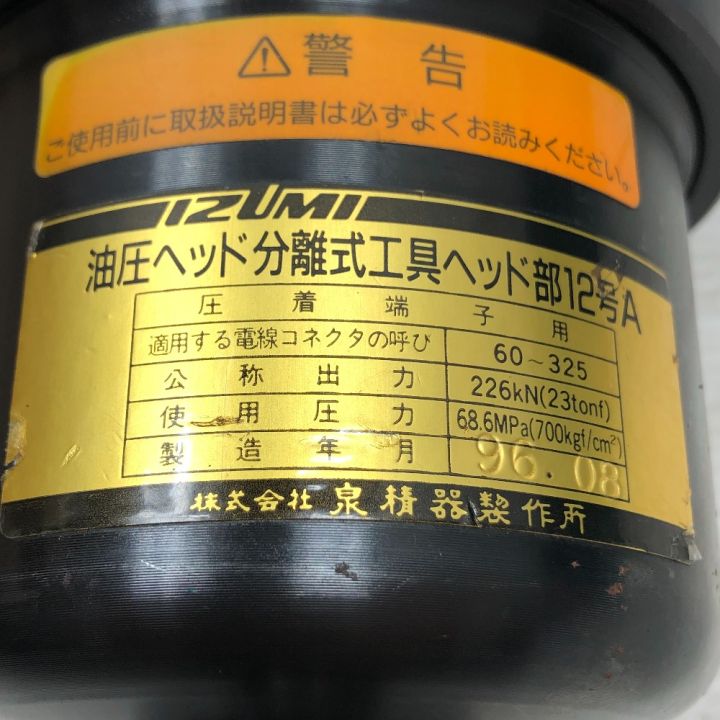 警告
ご使用前に取扱説明書は必ずよくお読みください。
IZUMI
油圧ヘッド分離式工具ヘッド部12号A
圧着端子用
適用する電線コネクタの呼び 60～325
公称出力 226kN(23tonf)
使用圧力 68.6MPa(700kgf/cm²)
製造年月 96.08
株式会社 泉精器製作所